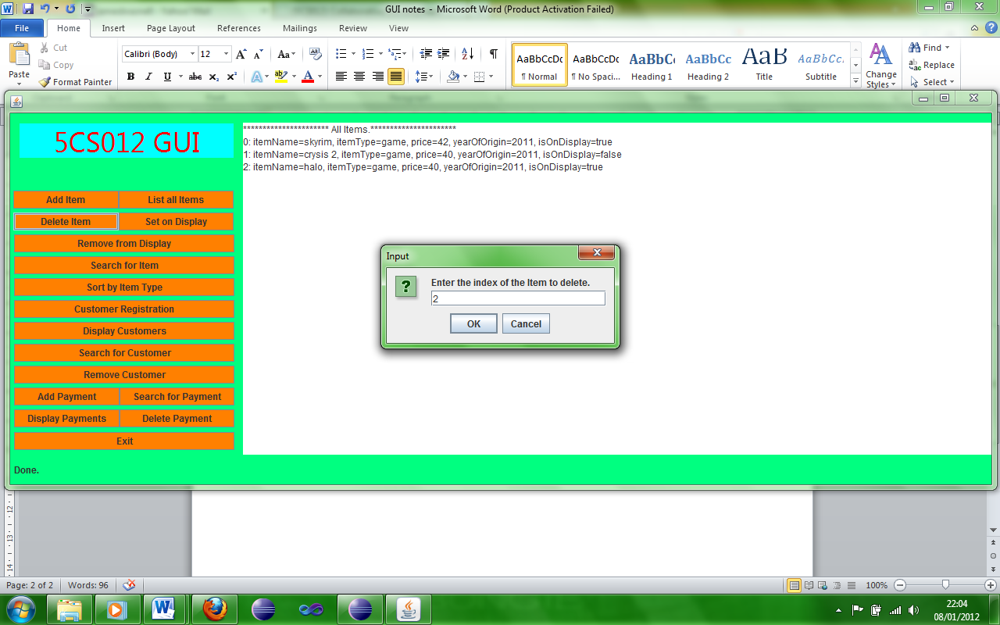 GUI notes - Microsoft Word (Product Activation Failed)
File Home Insert Page Layout References Mailings Review View
Paste
Cut
Copy
Format Painter
Calibri (Body) 12
AaBbCcDc AaBbCcDc AaBbCc AaBbCc AaB AaBbCc.
¶ Normal ¶ No Spaci... Heading 1 Heading 2 Title Subtitle
Change Styles
Find
Replace
Select
5CS012 GUI
Add Item List all Items
Delete Item Set on Display
Remove from Display
Search for Item
Sort by Item Type
Customer Registration
Display Customers
Search for Customer
Remove Customer
Add Payment Search for Payment
Display Payments Delete Payment
Exit
Done.
********************** All Items.**********************
0: itemName=skyrim, itemType=game, price=42, yearOfOrigin=2011, isOnDisplay=true
1: itemName=crysis 2, itemType=game, price=40, yearOfOrigin=2011, isOnDisplay=false
2: itemName=halo, itemType=game, price=40, yearOfOrigin=2011, isOnDisplay=true
Input
Enter the index of the Item to delete.
2
OK Cancel
12
13
14
Page: 2 of 2 Words: 96 100%
22:04
08/01/2012